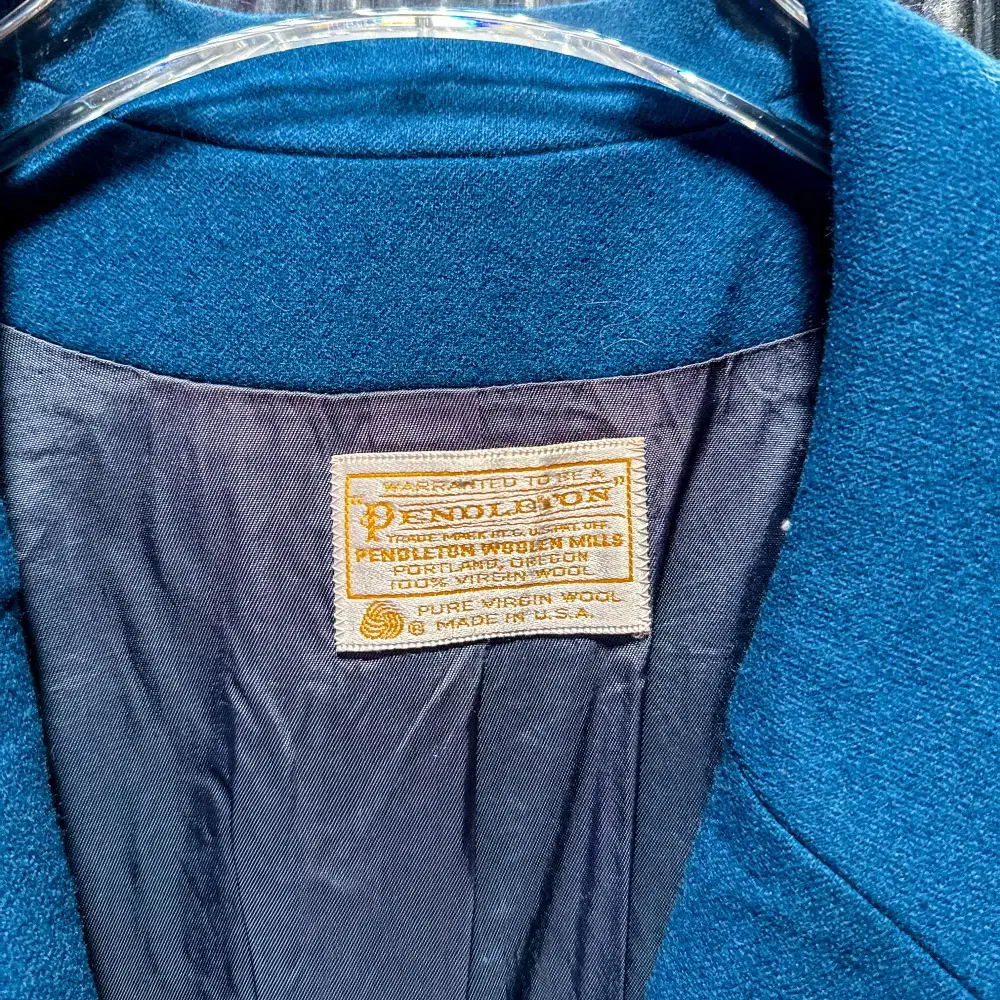 WARRANTED TO BE A
"PENDLETON"
TRADE MARK REG. U.S. PAT. OFF.
PENDLETON WOOLEN MILLS
PORTLAND, OREGON
100% VIRGIN WOOL
PURE VIRGIN WOOL
® MADE IN U.S.A.